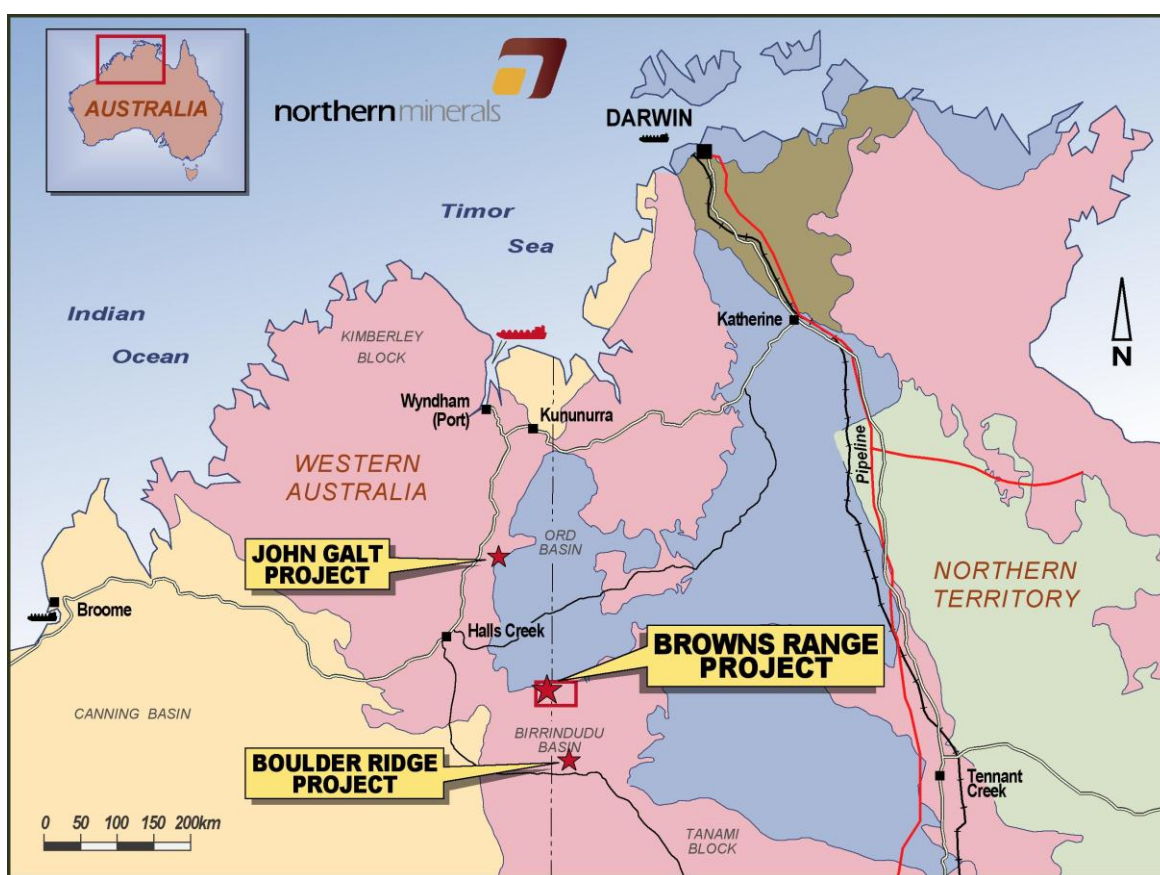 AUSTRALIA
northernminerals
DARWIN
Timor
Sea
Indian
Ocean
KIMBERLEY
BLOCK
Katherine
N
Wyndham
(Port)
Kununurra
WESTERN
AUSTRALIA
Pipeline
ORD
BASIN
JOHN GALT
PROJECT
NORTHERN
TERRITORY
Broome
Halls Creek
BROWNS RANGE
PROJECT
CANNING BASIN
BIRRINDUDU
BASIN
BOULDER RIDGE
PROJECT
Tennant
Creek
0 50 100 150 200km
TANAMI
BLOCK